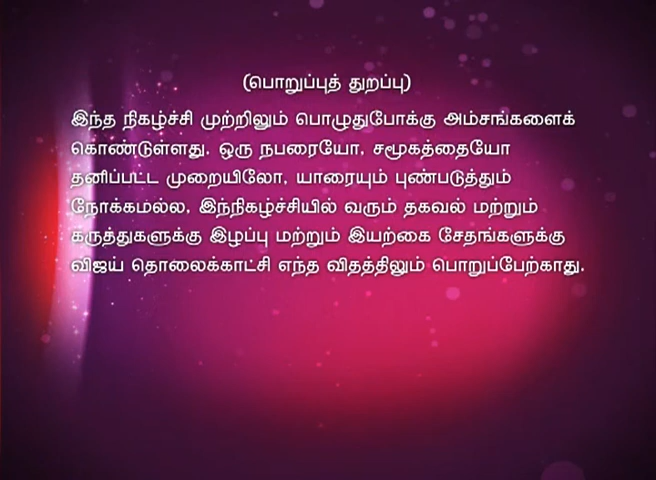 (பொறுப்புத் துறப்பு)
இந்த நிகழ்ச்சி முற்றிலும் பொழுதுபோக்கு அம்சங்களைக்
கொண்டுள்ளது. ஒரு நபரையோ, சமூகத்தையோ
தனிப்பட்ட முறையிலோ, யாரையும் புண்படுத்தும்
நோக்கமல்ல, இந்நிகழ்ச்சியில் வரும் தகவல் மற்றும்
கருத்துகளுக்கு இழப்பு மற்றும் இயற்கை சேதங்களுக்கு
விஜய் தொலைக்காட்சி எந்த விதத்திலும் பொறுப்பேற்காது.